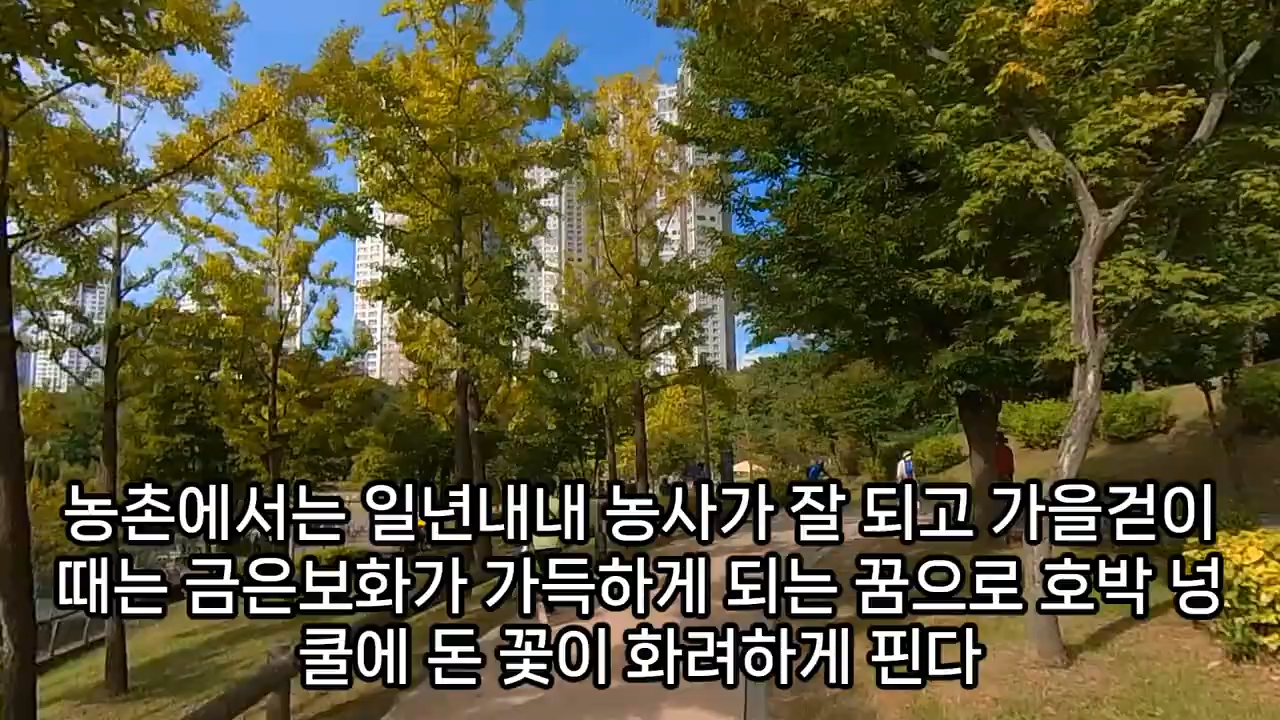 농촌에서는 일년내내 농사가 잘 되고 가을걷이
때는 금은보화가 가득하게 되는 꿈으로 호박 넝
쿨에 돈 꽃이 화려하게 핀다